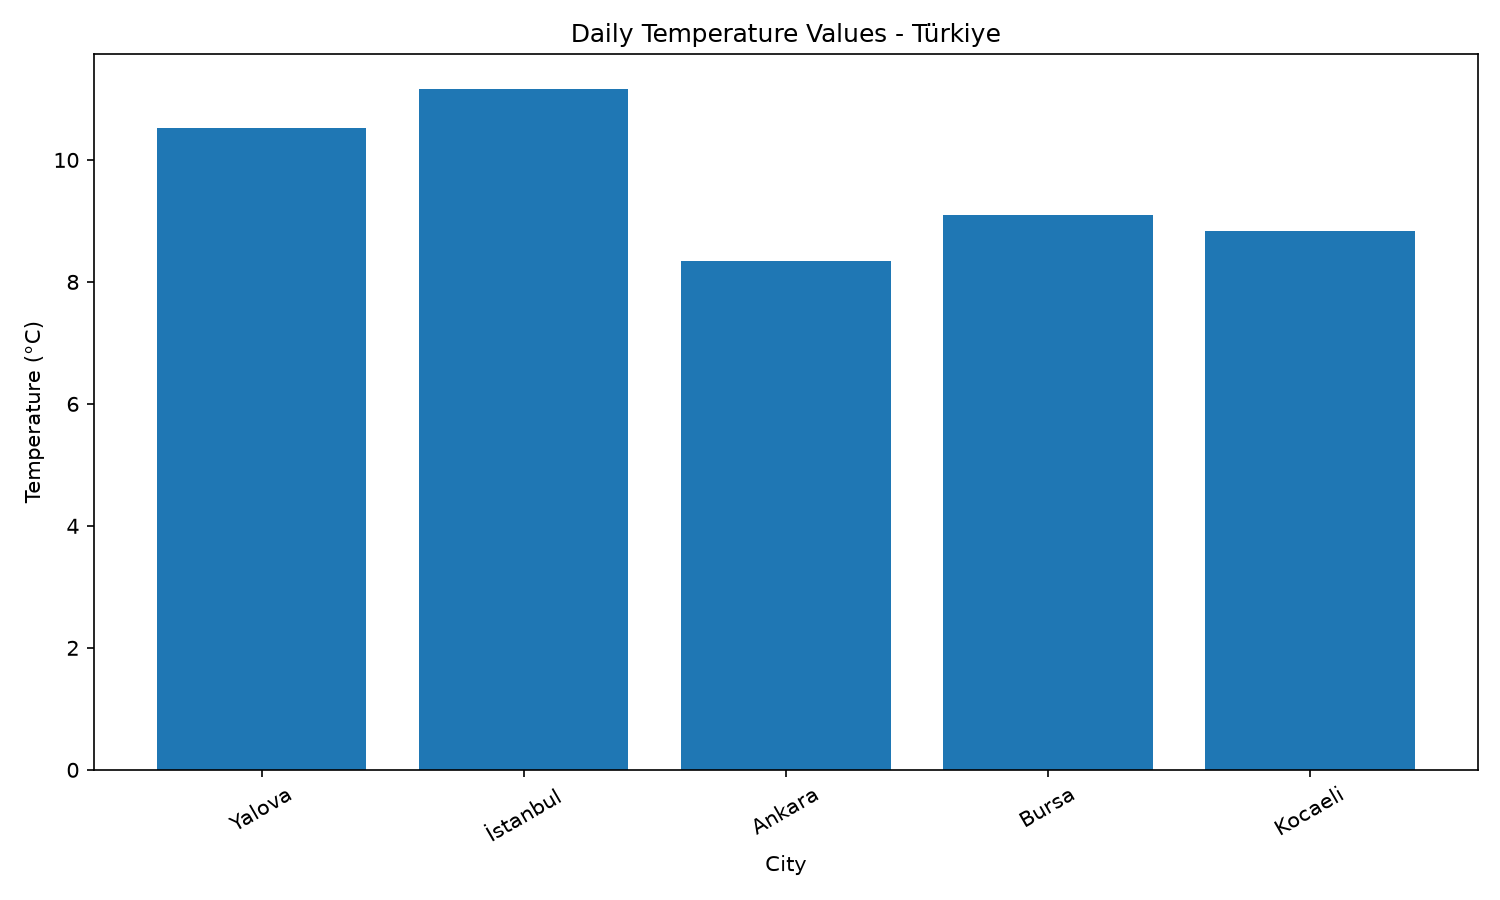 Daily Temperature Values - Türkiye
Temperature (°C)
10
8
6
4
2
0
Yalova
İstanbul
Ankara
Bursa
Kocaeli
City